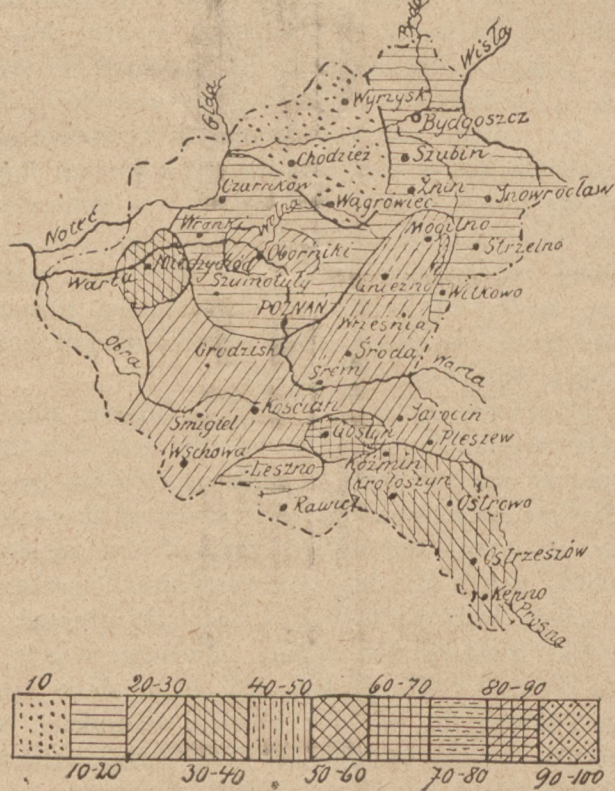 Brda
Wisła
Głda
Wyrzysk
Bydgoszcz
Chodzież
Szubin
Czarnków
Wągrowiec
Żnin
Inowrocław
Noteć
Wronki
Wełna
Mogilno
Oborniki
Strzelno
Warta
Międzychód
Szamotuły
Gniezno
Witkowo
POZNAŃ
Września
Obra
Grodzisk
Środa
Śrem
Warta
Kościan
Jarocin
Śmigiel
Gostyń
Pleszew
Wschowa
Leszno
Koźmin
Krotoszyn
Rawicz
Ostrowo
Ostrzeszów
Kępno
Prosna
10 20-30 40-50 60-70 80-90
10-20 30-40 50-60 70-80 90-100